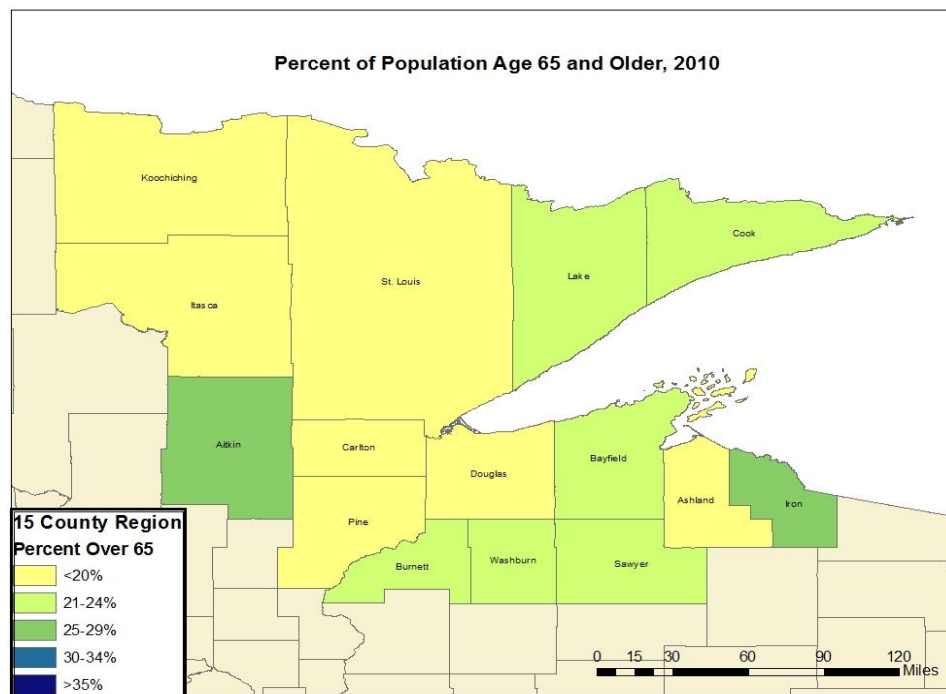 Percent of Population Age 65 and Older, 2010
Koochiching
Cook
Lake
St. Louis
Itasca
Aitkin
Carlton
Bayfield
Douglas
Ashland
Iron
Pine
Burnett
Washburn
Sawyer
15 County Region
Percent Over 65
<20%
21-24%
25-29%
30-34%
>35%
0 15 30 60 90 120
Miles